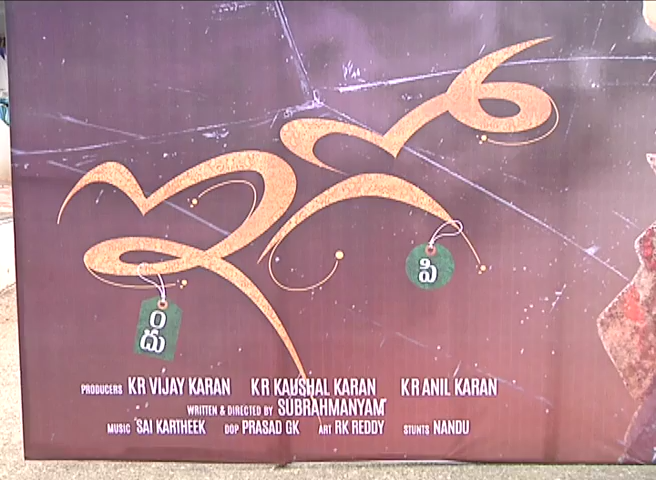 ందు
పి
PRODUCERS KR VIJAY KARAN KR KAUSHAL KARAN KR ANIL KARAN
WRITTEN & DIRECTED BY SUBRAHMANYAM
MUSIC SAI KARTHEEK DOP PRASAD GK ART RK REDDY STUNTS NANDU